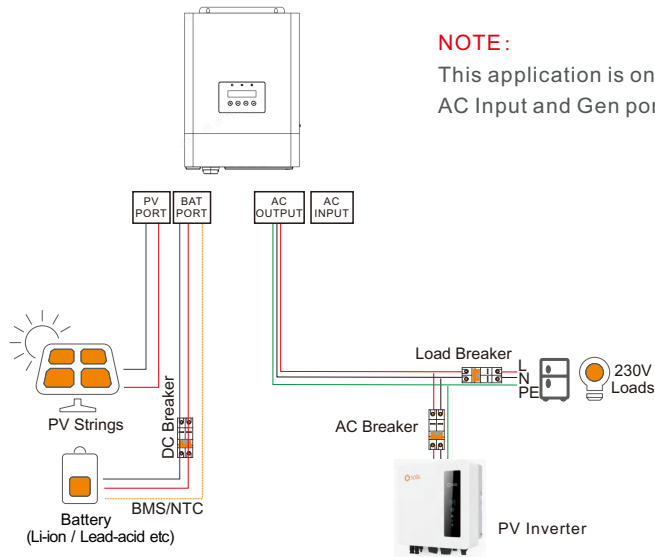 NOTE:
This application is on
AC Input and Gen por
PV
PORT
BAT
PORT
AC
OUTPUT
AC
INPUT
Load Breaker
L
N
PE
230V
Loads
DC Breaker
PV Strings
AC Breaker
BMS/NTC
Battery
(Li-ion / Lead-acid etc)
solis
PV Inverter